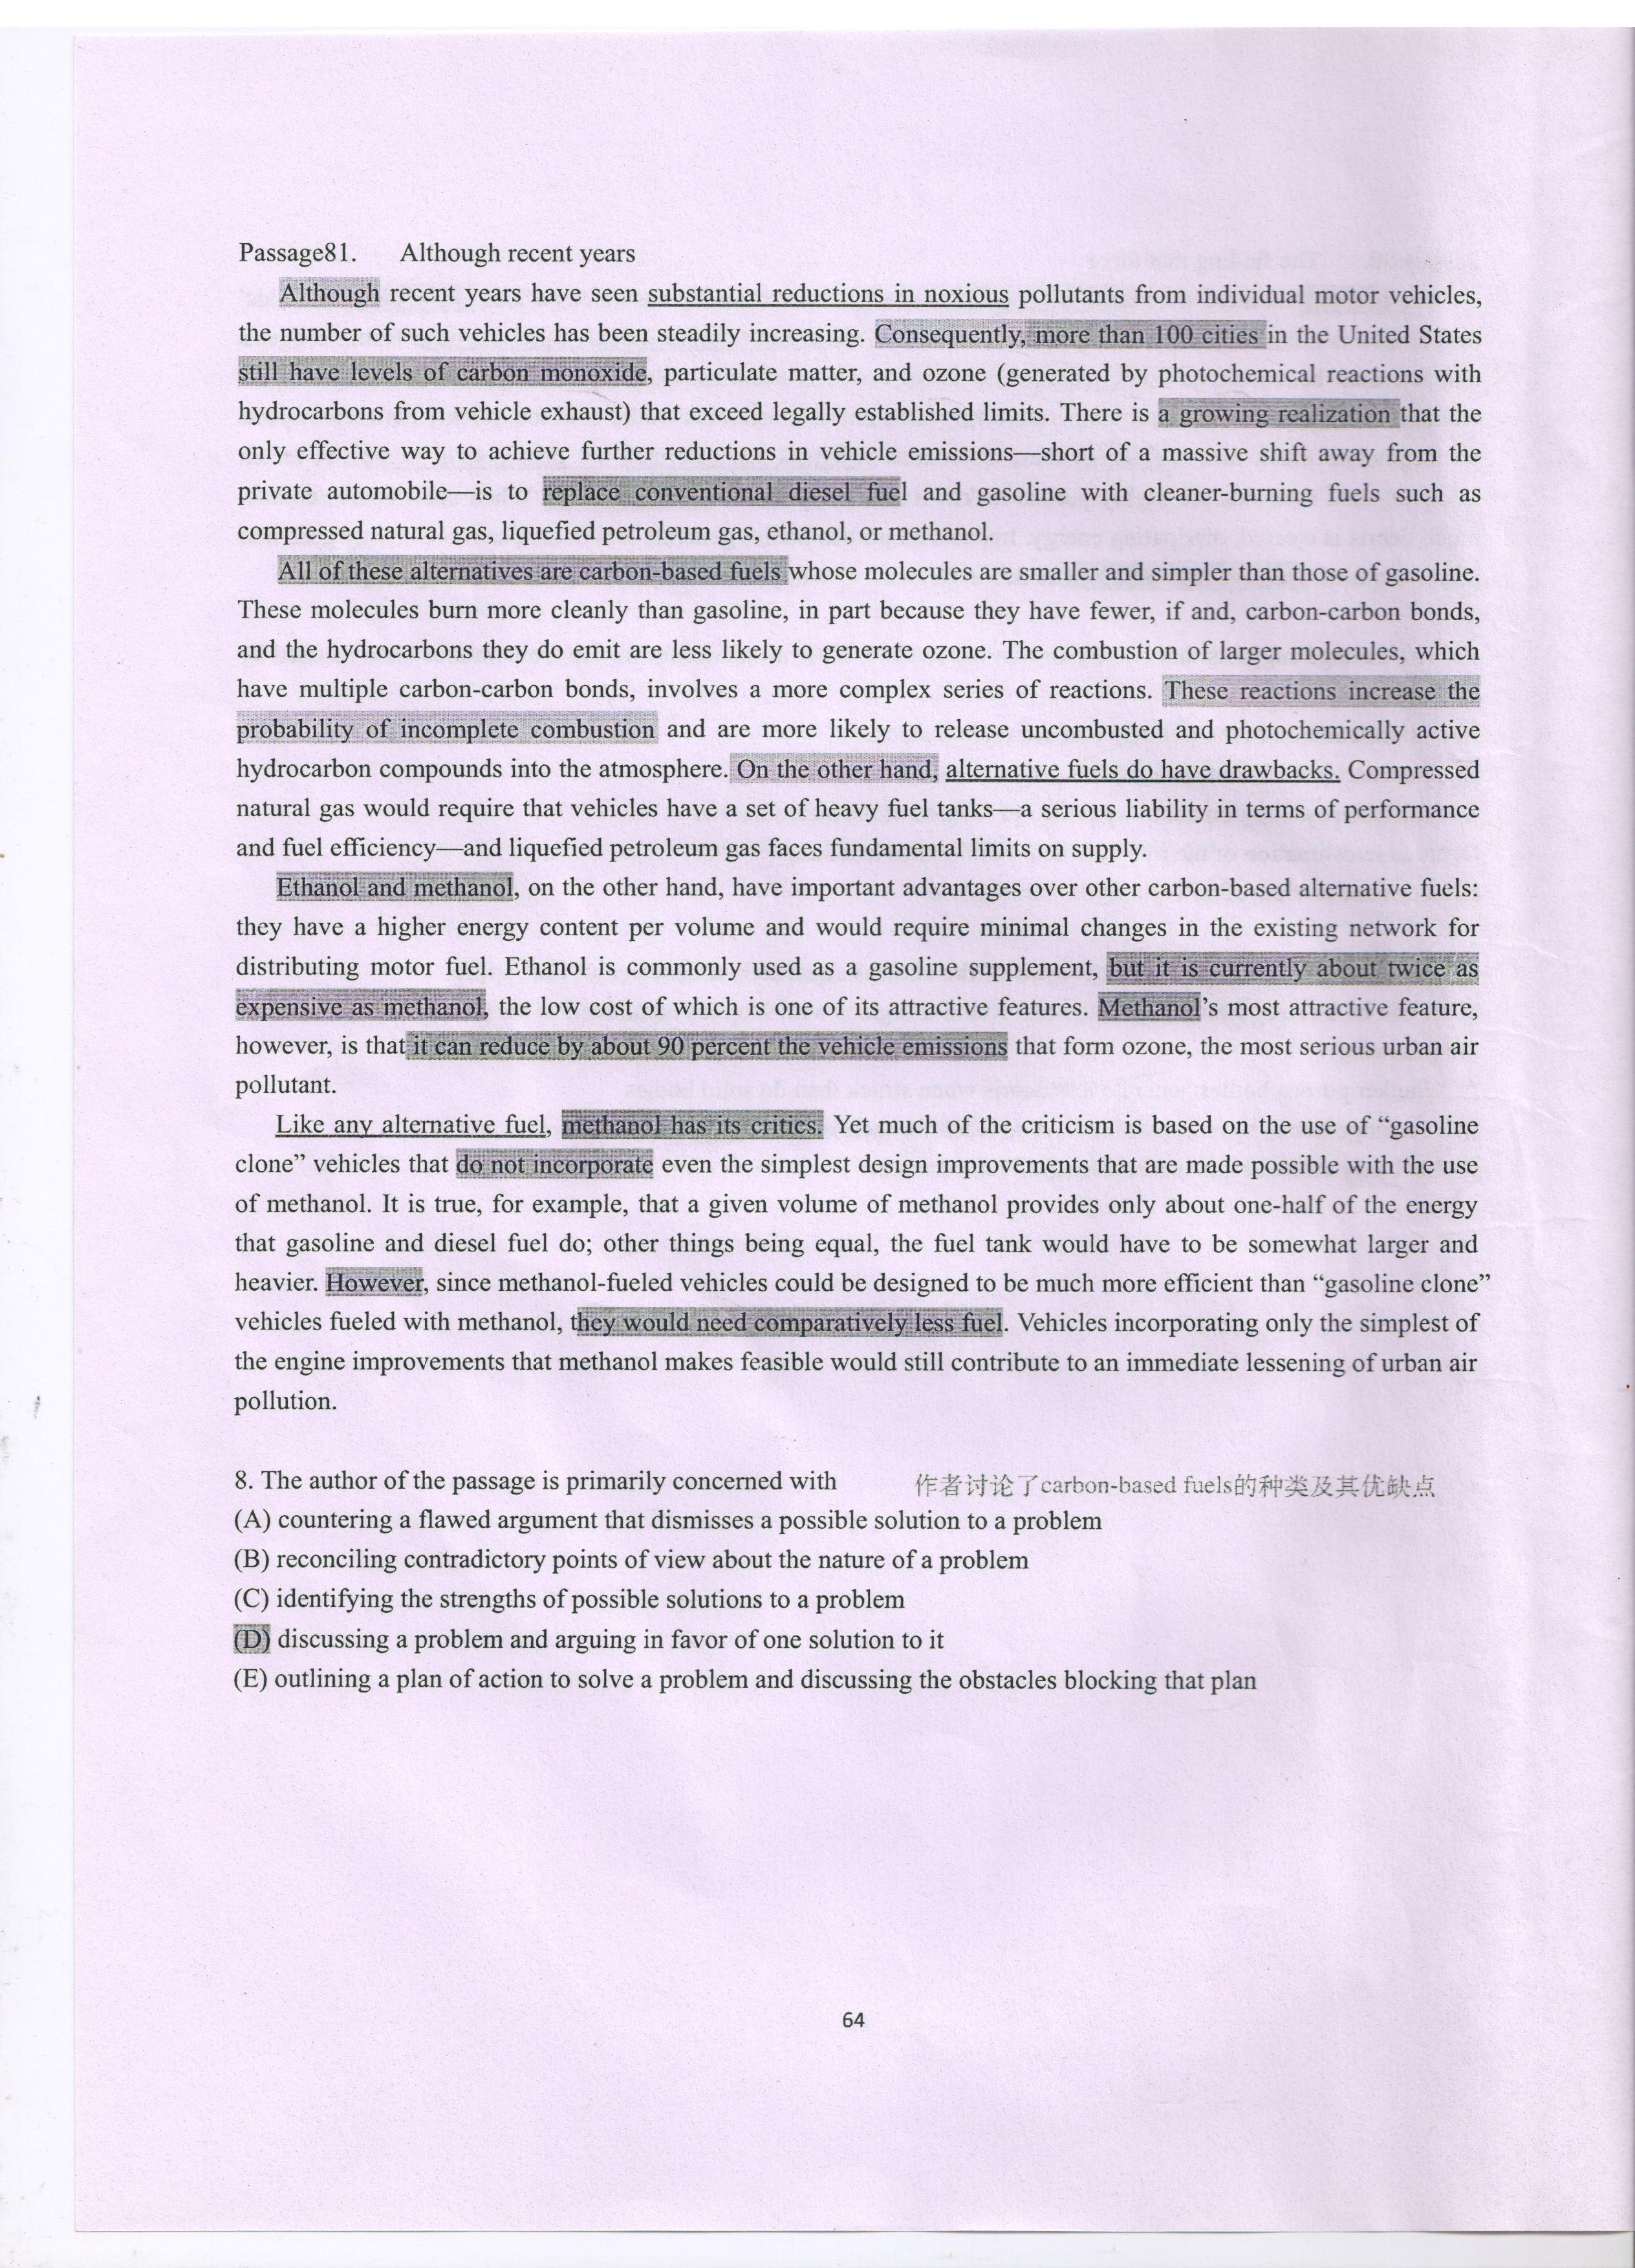 Passage81. Although recent years
Although recent years have seen substantial reductions in noxious pollutants from individual motor vehicles,
the number of such vehicles has been steadily increasing. Consequently, more than 100 cities in the United States
still have levels of carbon monoxide, particulate matter, and ozone (generated by photochemical reactions with
hydrocarbons from vehicle exhaust) that exceed legally established limits. There is a growing realization that the
only effective way to achieve further reductions in vehicle emissions—short of a massive shift away from the
private automobile—is to replace conventional diesel fuel and gasoline with cleaner-burning fuels such as
compressed natural gas, liquefied petroleum gas, ethanol, or methanol.
All of these alternatives are carbon-based fuels whose molecules are smaller and simpler than those of gasoline.
These molecules burn more cleanly than gasoline, in part because they have fewer, if and, carbon-carbon bonds,
and the hydrocarbons they do emit are less likely to generate ozone. The combustion of larger molecules, which
have multiple carbon-carbon bonds, involves a more complex series of reactions. These reactions increase the
probability of incomplete combustion and are more likely to release uncombusted and photochemically active
hydrocarbon compounds into the atmosphere. On the other hand, alternative fuels do have drawbacks. Compressed
natural gas would require that vehicles have a set of heavy fuel tanks—a serious liability in terms of performance
and fuel efficiency—and liquefied petroleum gas faces fundamental limits on supply.
Ethanol and methanol, on the other hand, have important advantages over other carbon-based alternative fuels:
they have a higher energy content per volume and would require minimal changes in the existing network for
distributing motor fuel. Ethanol is commonly used as a gasoline supplement, but it is currently about twice as
expensive as methanol, the low cost of which is one of its attractive features. Methanol's most attractive feature,
however, is that it can reduce by about 90 percent the vehicle emissions that form ozone, the most serious urban air
pollutant.
Like any alternative fuel, methanol has its critics. Yet much of the criticism is based on the use of “gasoline
clone” vehicles that do not incorporate even the simplest design improvements that are made possible with the use
of methanol. It is true, for example, that a given volume of methanol provides only about one-half of the energy
that gasoline and diesel fuel do; other things being equal, the fuel tank would have to be somewhat larger and
heavier. However, since methanol-fueled vehicles could be designed to be much more efficient than “gasoline clone”
vehicles fueled with methanol, they would need comparatively less fuel. Vehicles incorporating only the simplest of
the engine improvements that methanol makes feasible would still contribute to an immediate lessening of urban air
pollution.
8. The author of the passage is primarily concerned with 作者讨论了carbon-based fuels的种类及其优缺点
(A) countering a flawed argument that dismisses a possible solution to a problem
(B) reconciling contradictory points of view about the nature of a problem
(C) identifying the strengths of possible solutions to a problem
(D) discussing a problem and arguing in favor of one solution to it
(E) outlining a plan of action to solve a problem and discussing the obstacles blocking that plan
64